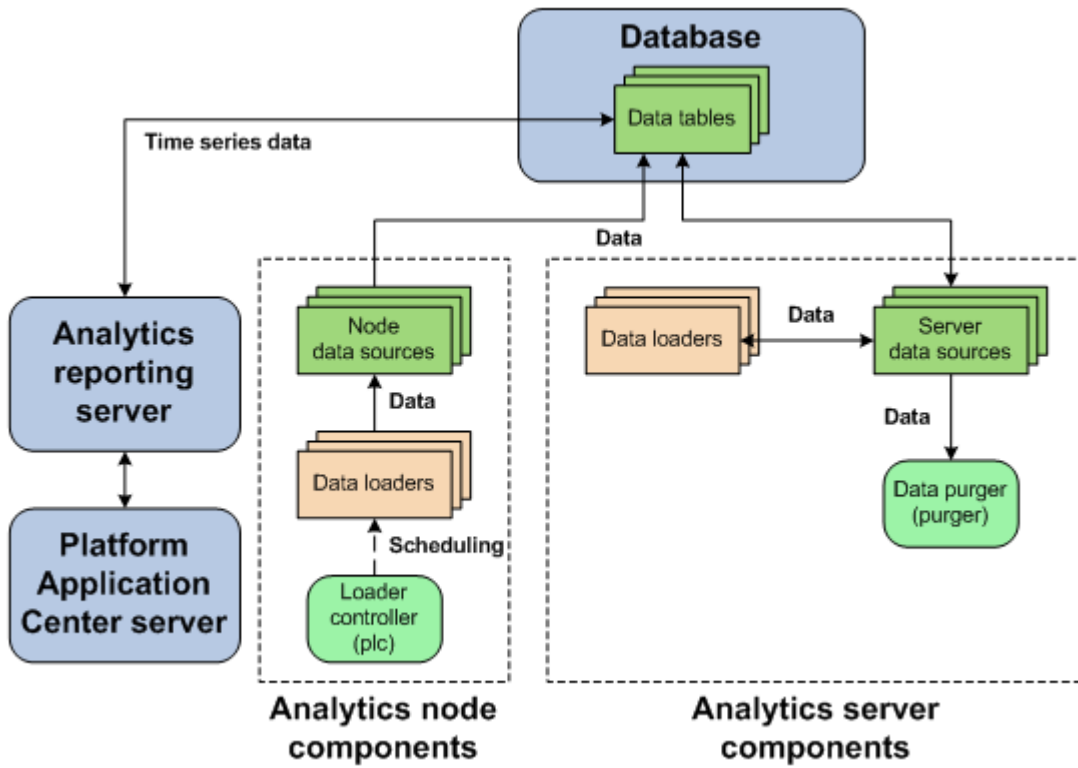 Database
Data tables
Time series data
Data
Node
data sources
Data
Data loaders
Scheduling
Loader
controller
(plc)
Analytics node
components
Data loaders
Data
Server
data sources
Data
Data purger
(purger)
Analytics server
components
Analytics
reporting
server
Platform
Application
Center server